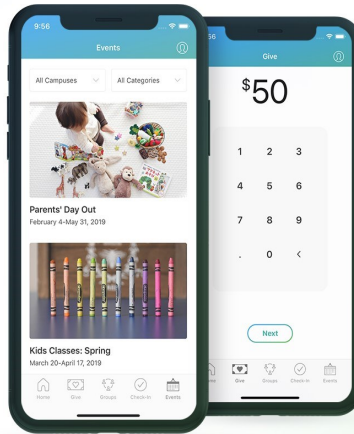 9:56
Events
All Campuses
All Categories
Parents' Day Out
February 4-May 31, 2019
Kids Classes: Spring
March 20-April 17, 2019
Home
Give
Groups
Check-In
Events
56
Give
$50
1 2 3
4 5 6
7 8 9
. 0 <
Next
Give
Groups
Check-In
Events